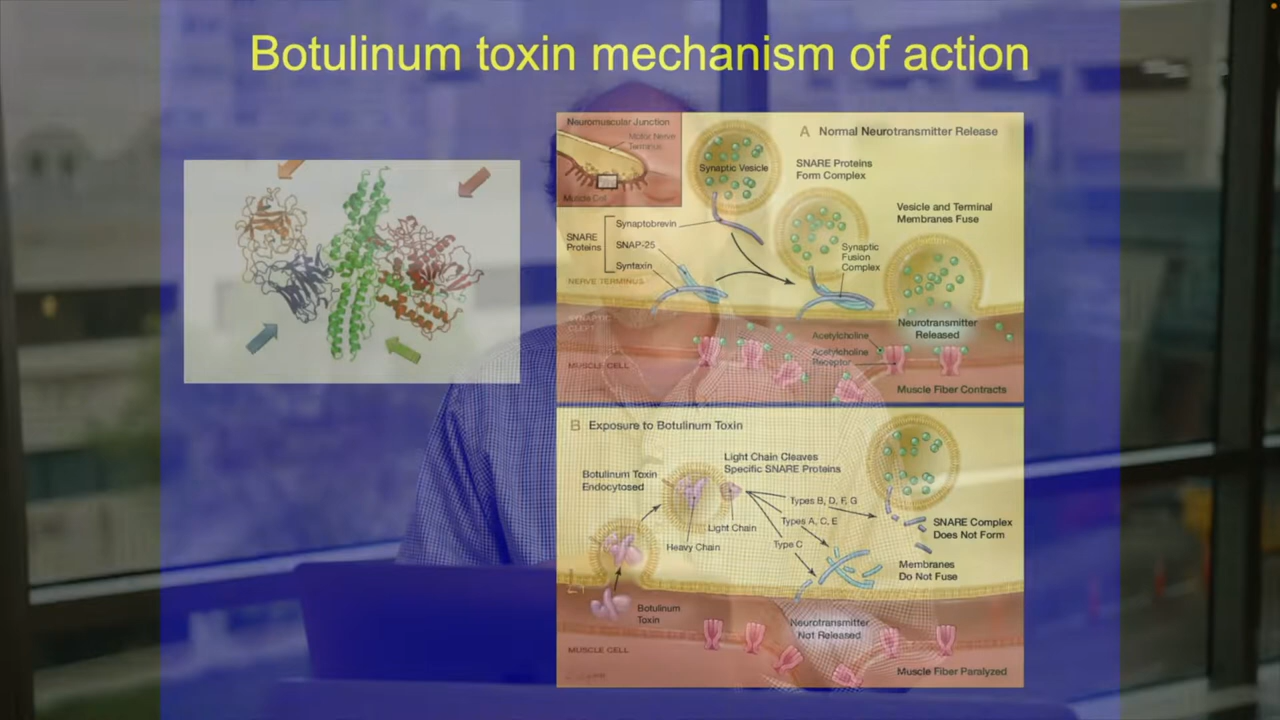 Botulinum toxin mechanism of action
Neuromuscular Junction
Motor Nerve
Terminus
Muscle Cell
A Normal Neurotransmitter Release
Synaptic Vesicle
SNARE Proteins
Form Complex
Vesicle and Terminal
Membranes Fuse
SNARE
Proteins
Synaptobrevin
SNAP-25
Syntaxin
Synaptic
Fusion
Complex
NERVE TERMINUS
SYNAPTIC
CLEFT
MUSCLE CELL
Neurotransmitter
Released
Acetylcholine
Acetylcholine
Receptor
Muscle Fiber Contracts
B Exposure to Botulinum Toxin
Light Chain Cleaves
Specific SNARE Proteins
Botulinum Toxin
Endocytosed
Types B, D, F, G
Types A, C, E
Type C
Light Chain
Heavy Chain
SNARE Complex
Does Not Form
Membranes
Do Not Fuse
Botulinum
Toxin
Neurotransmitter
Not Released
MUSCLE CELL
Muscle Fiber Paralyzed